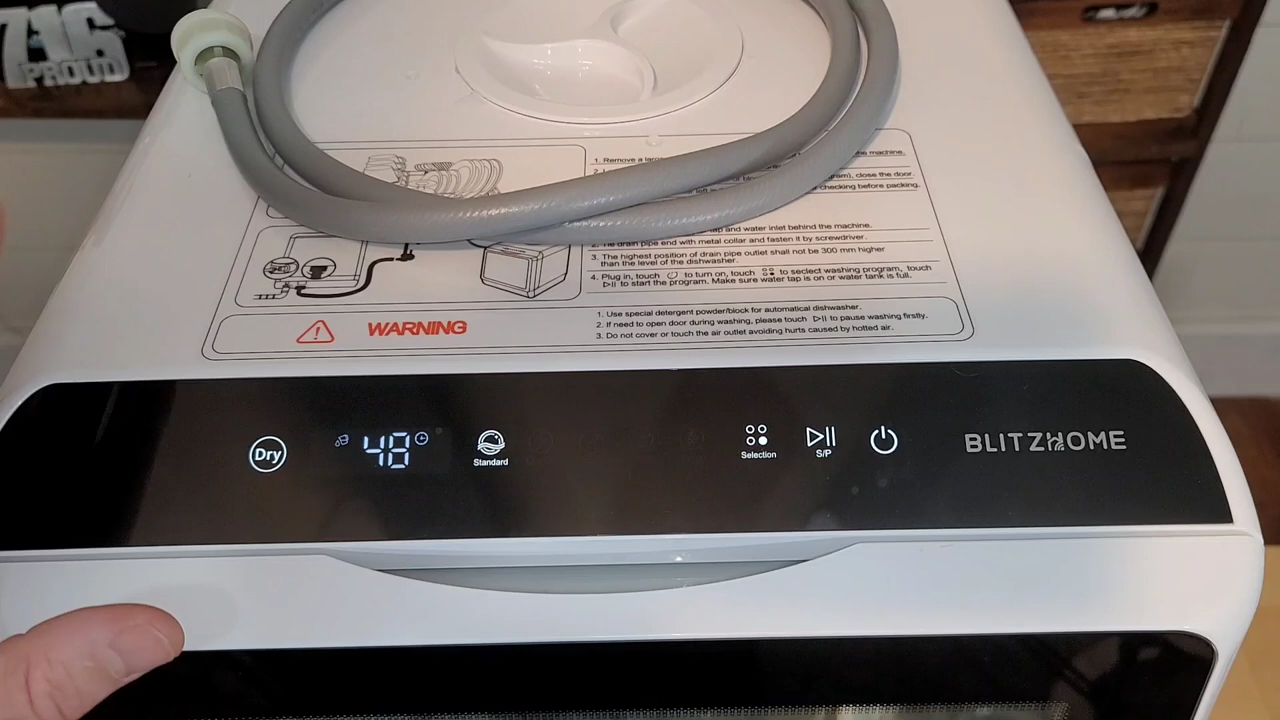 716
PROUD
1. Remove a
the machine.
close the door.
checking before packing.
and water inlet behind the machine.
2. Tie drain pipe end with metal collar and fasten it by screwdriver.
3. The highest position of drain pipe outlet shall not be 300 mm higher
than the level of the dishwasher.
4. Plug in, touch to turn on, touch to seclect washing program, touch
▷II to start the program. Make sure water tap is on or water tank is full.
WARNING
1. Use special detergent powder/block for automatical dishwasher.
2. If need to open door during washing, please touch ▷II to pause washing firstly.
3. Do not cover or touch the air outlet avoiding hurts caused by hotted air.
Dry
48
Standard
Selection
S/P
BLITZHOME